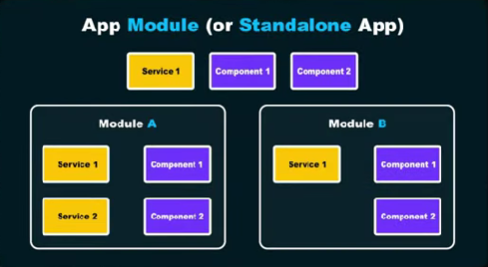 App Module (or Standalone App)
Service 1
Component 1
Component 2
Module A
Service 1
Component 1
Service 2
Component 2
Module B
Service 1
Component 1
Component 2